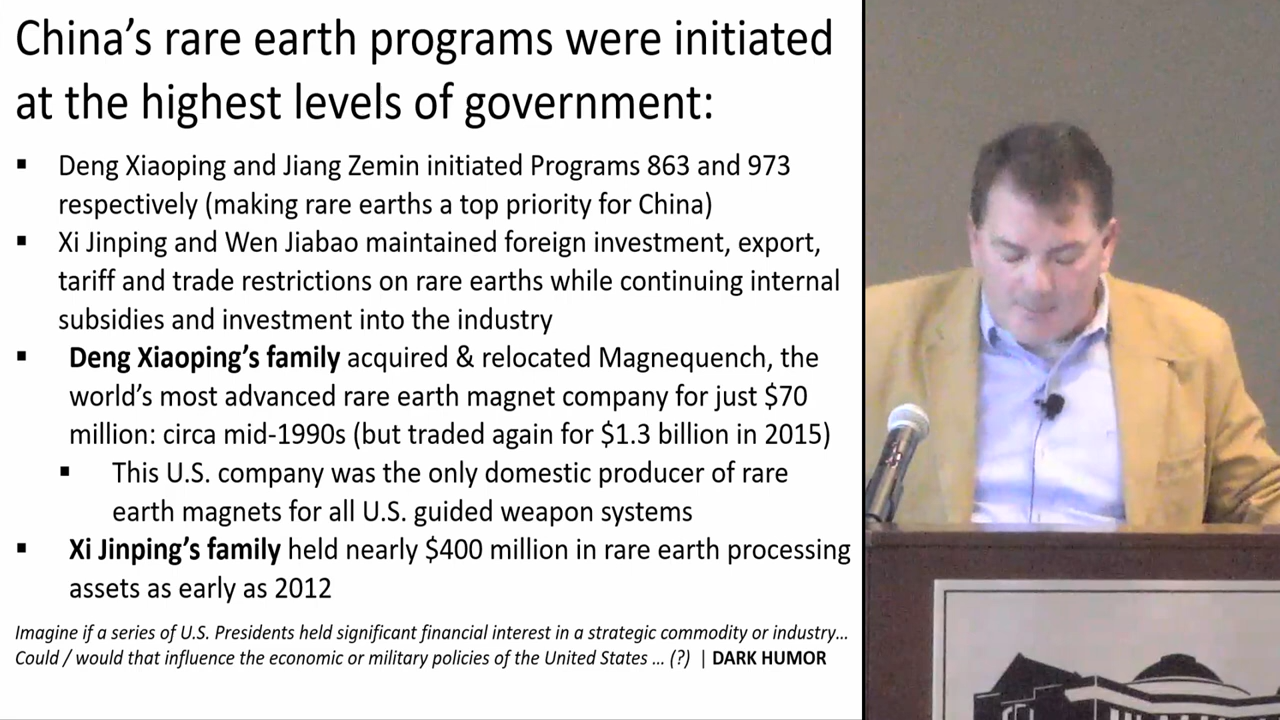 China’s rare earth programs were initiated
at the highest levels of government:
▪ Deng Xiaoping and Jiang Zemin initiated Programs 863 and 973
respectively (making rare earths a top priority for China)
▪ Xi Jinping and Wen Jiabao maintained foreign investment, export,
tariff and trade restrictions on rare earths while continuing internal
subsidies and investment into the industry
▪ Deng Xiaoping’s family acquired & relocated Magnequench, the
world’s most advanced rare earth magnet company for just $70
million: circa mid-1990s (but traded again for $1.3 billion in 2015)
▪ This U.S. company was the only domestic producer of rare
earth magnets for all U.S. guided weapon systems
▪ Xi Jinping’s family held nearly $400 million in rare earth processing
assets as early as 2012
Imagine if a series of U.S. Presidents held significant financial interest in a strategic commodity or industry…
Could / would that influence the economic or military policies of the United States … (?) | DARK HUMOR